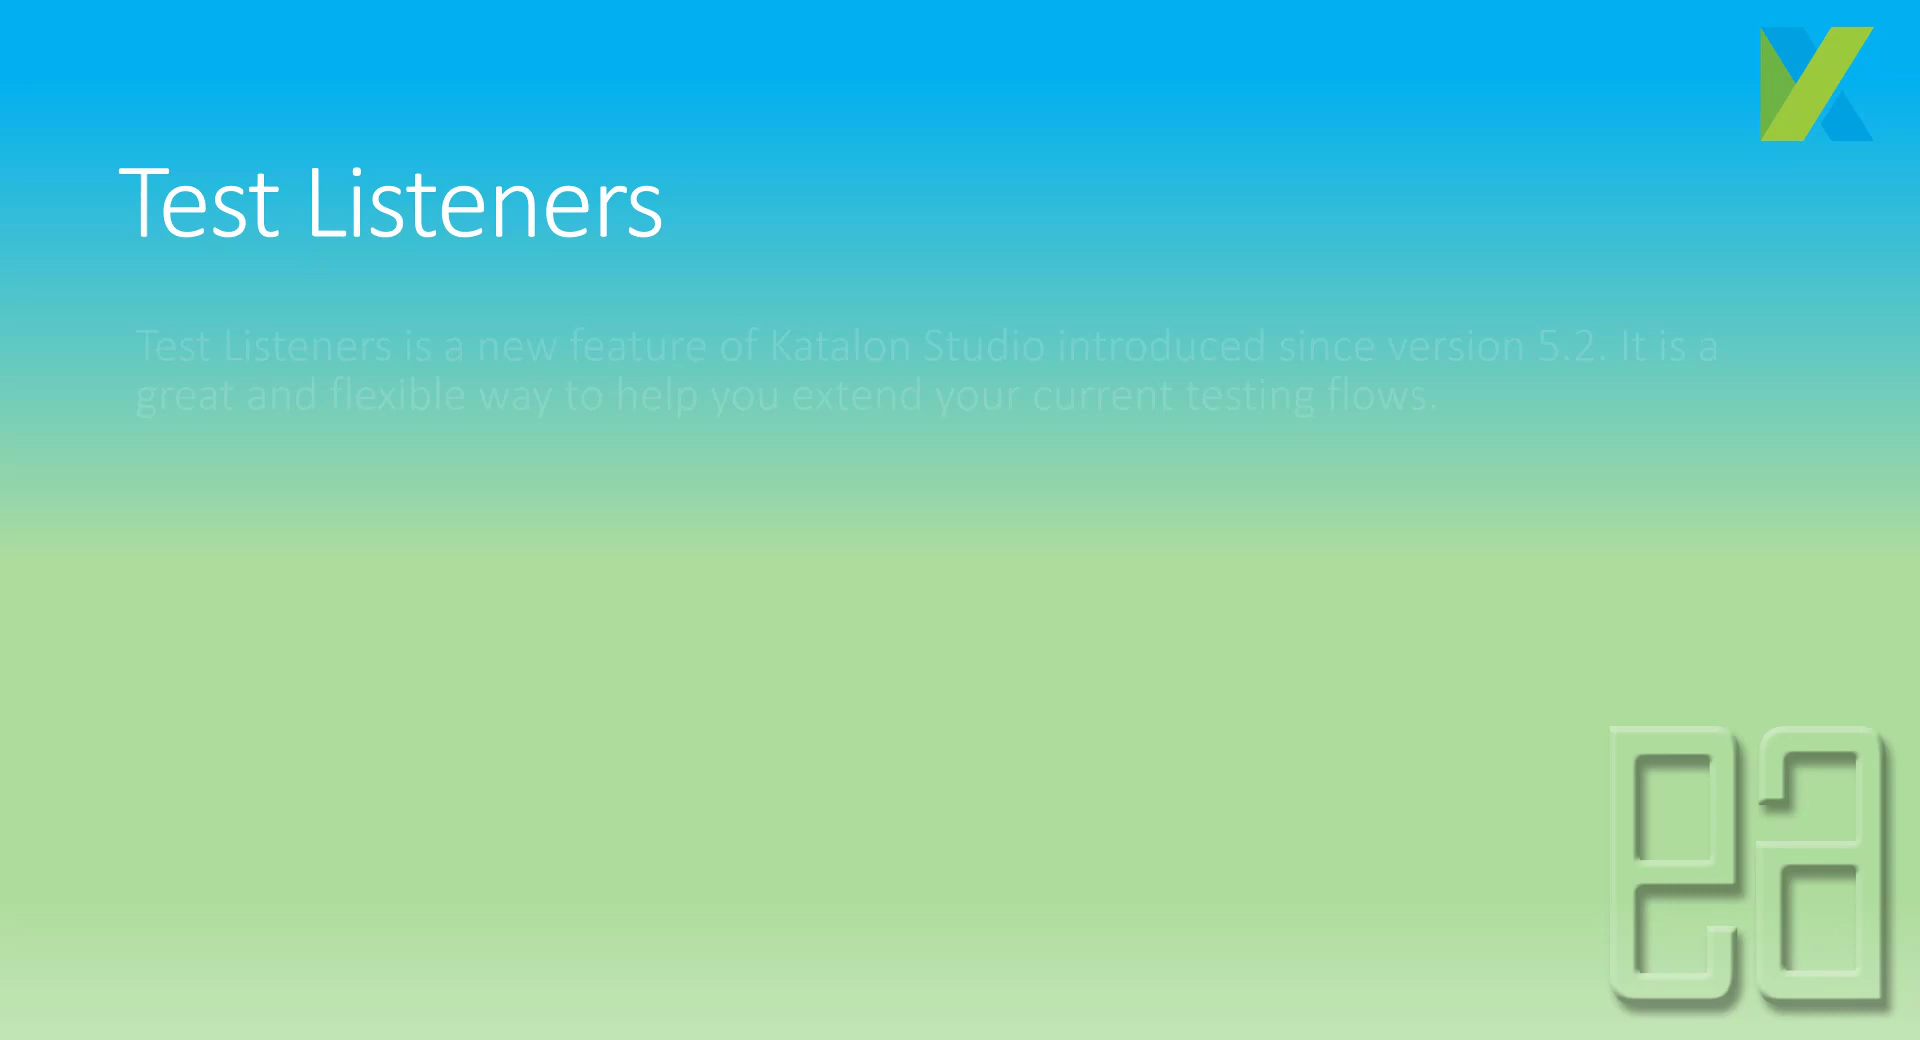 Test Listeners
Test Listeners is a new feature of Katalon Studio introduced since version 5.2. It is a
great and flexible way to help you extend your current testing flows.
ea